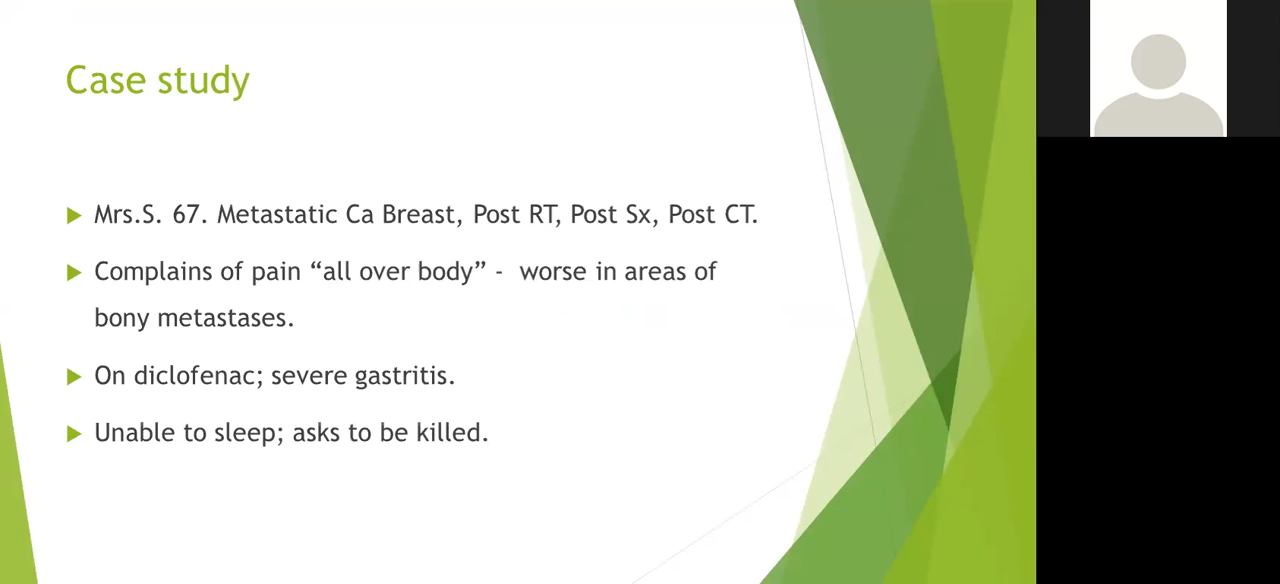 Case study
Mrs.S. 67. Metastatic Ca Breast, Post RT, Post Sx, Post CT.
Complains of pain “all over body” -  worse in areas of
bony metastases.
On diclofenac; severe gastritis.
Unable to sleep; asks to be killed.